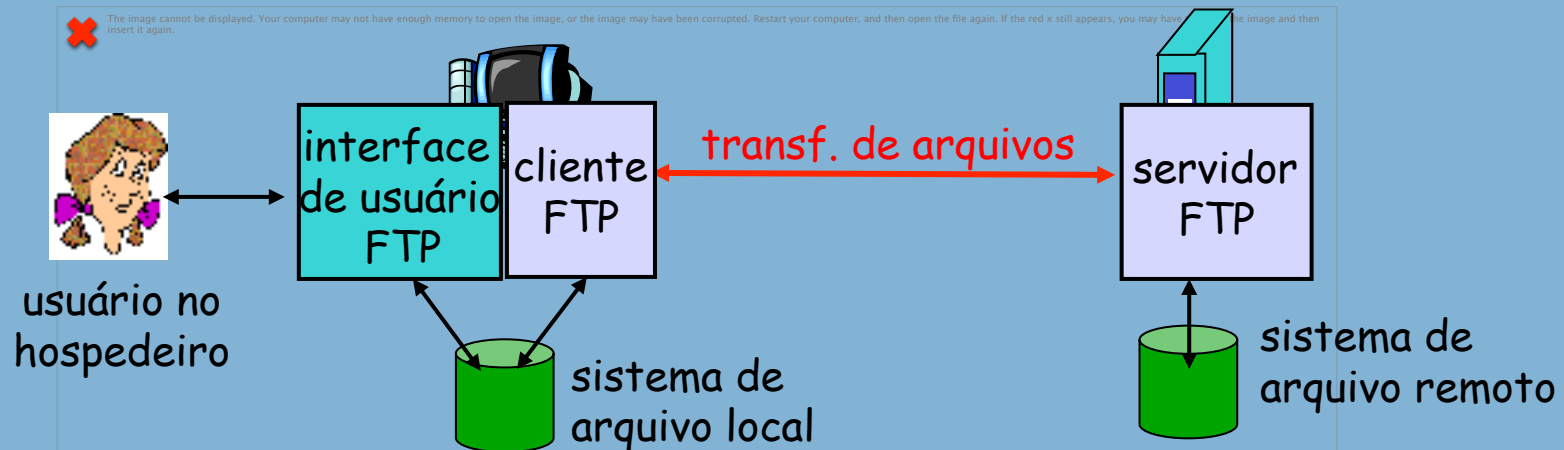 The image cannot be displayed. Your computer may not have enough memory to open the image, or the image may have been corrupted. Restart your computer, and then open the file again. If the red x still appears, you may have the image and then
insert it again.
transf. de arquivos
interface
de usuário
FTP
cliente
FTP
servidor
FTP
usuário no
hospedeiro
sistema de
arquivo local
sistema de
arquivo remoto